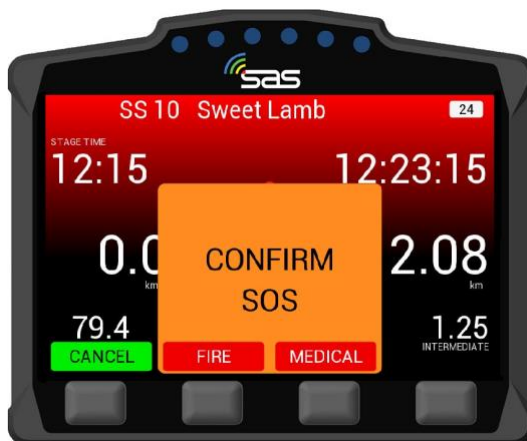 sas
SS 10 Sweet Lamb 24
STAGE TIME
12:15 12:23:15
CONFIRM
SOS
0.0 2.08
km km
79.4 1.25
INTERMEDIATE
CANCEL FIRE MEDICAL